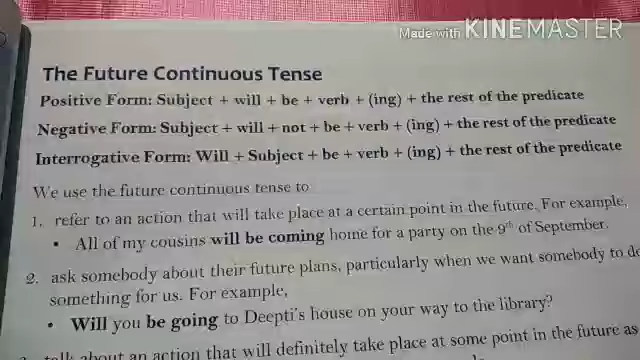 Made with KINEMASTER
The Future Continuous Tense
Positive Form: Subject + will + be + verb + (ing) + the rest of the predicate
Negative Form: Subject + will + not + be + verb + (ing) + the rest of the predicate
Interrogative Form: Will + Subject + be + verb + (ing) + the rest of the predicate
We use the future continuous tense to
1. refer to an action that will take place at a certain point in the future. For example,
• All of my cousins will be coming home for a party on the 9th of September.
2. ask somebody about their future plans, particularly when we want somebody to do
something for us. For example,
• Will you be going to Deepti's house on your way to the library?
talk about an action that will definitely take place at some point in the future as